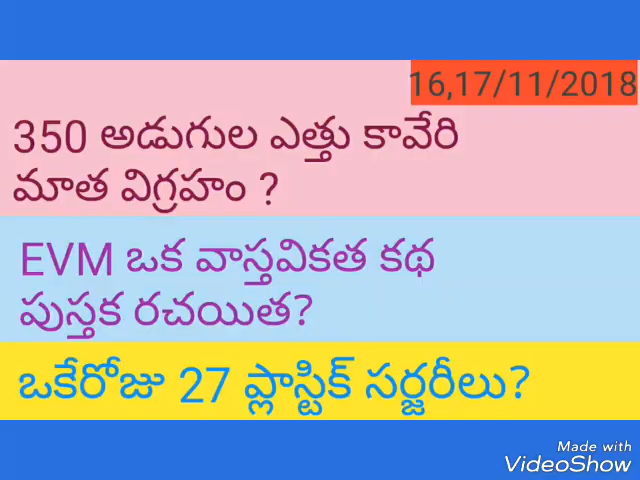 16,17/11/2018
350 అడుగుల ఎత్తు కావేరి
మాత విగ్రహం ?
EVM ఒక వాస్తవికత కథ
పుస్తక రచయిత?
ఒకేరోజు 27 ప్లాస్టిక్ సర్జరీలు?
Made with
VideoShow